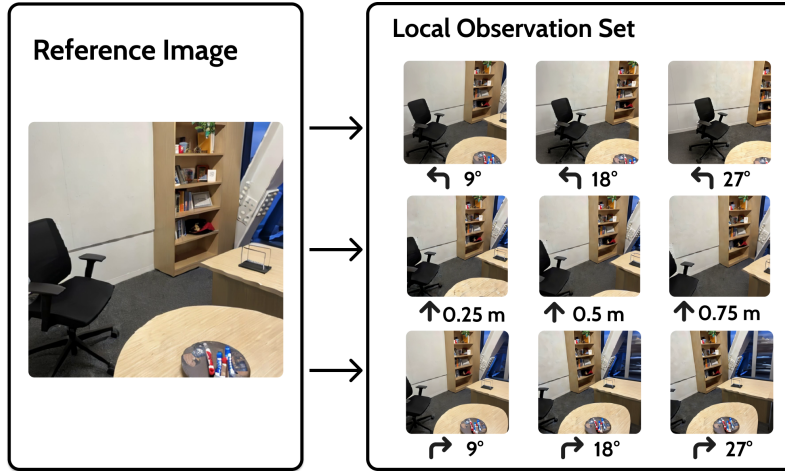 Reference Image
Local Observation Set
9°
18°
27°
0.25 m
0.5 m
0.75 m
9°
18°
27°